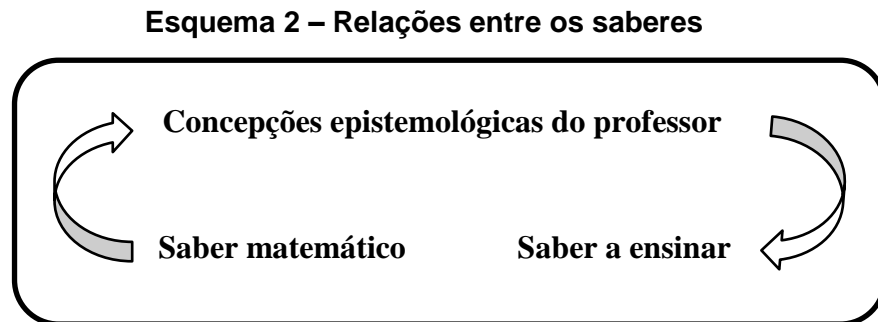 Esquema 2 – Relações entre os saberes
Concepções epistemológicas do professor
Saber matemático Saber a ensinar